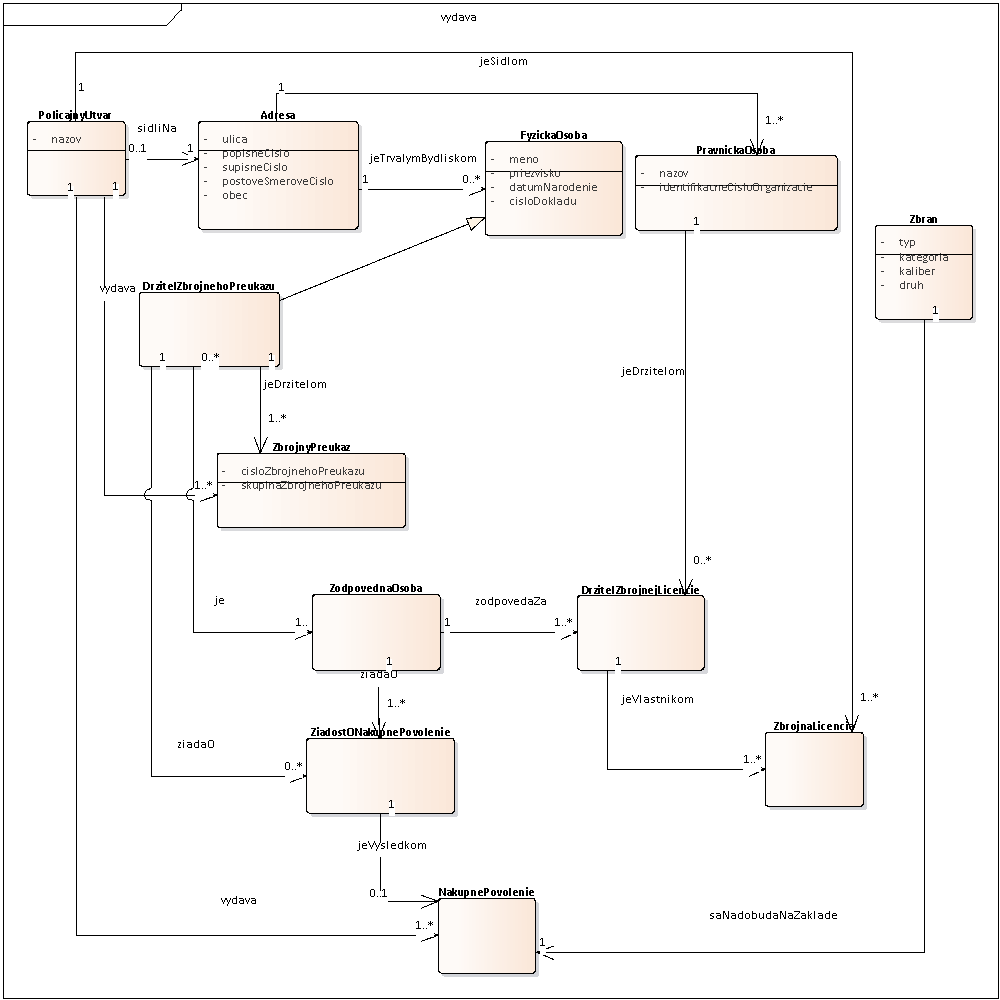 vydava
jeSidlom
1
1
PolicajnyUtvar
- nazov
1
1
sidliNa
0..1
1
Adresa
- ulica
- popisneCislo
- supisneCislo
- postoveSmeroveCislo
- obec
jeTrvalymBydliskom
1
0..*
FyzickaOsoba
- meno
- priezvisko
- datumNarodenie
- cisloDokladu
1..*
PravnickaOsoba
- nazov
- identifikacneCisloOrganizacie
1
Zbran
- typ
- kategoria
- kaliber
- druh
1
vydava
DrzitelZbrojnehoPreukazu
1
0..*
1
jeDrzitelom
1..*
jeDrzitelom
ZbrojnyPreukaz
- cisloZbrojnehoPreukazu
- skupinaZbrojnehoPreukazu
1..*
0..*
je
1..
ZodpovednaOsoba
1
zodpovedaZa
1
1..*
DrzitelZbrojnejLicencie
1
ziadaO
1..*
jeVlastnikom
1..*
1..*
ZbrojnaLicencia
ziadaO
0..*
ZiadostONakupnePovolenie
1
jeVysledkom
0..1
NakupnePovolenie
vydava
1..*
saNadobudaNaZaklade
1